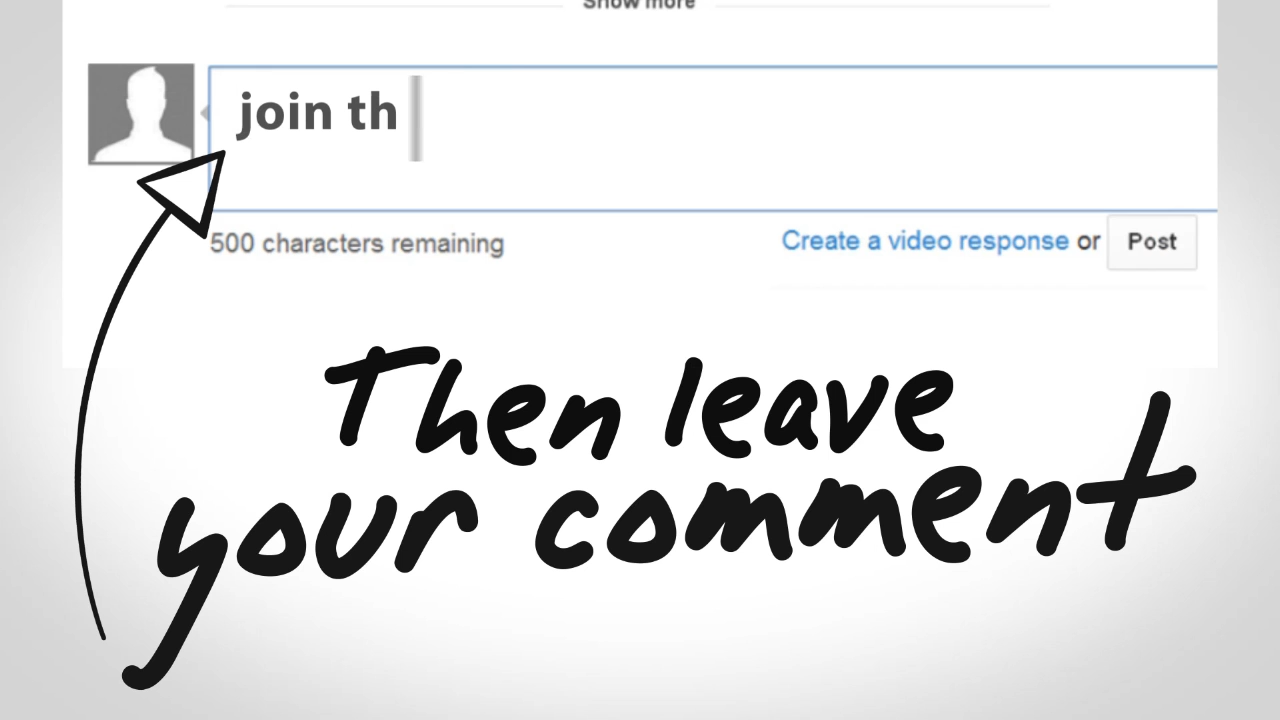 Show more
join th
500 characters remaining
Create a video response or Post
Then leave
your comment